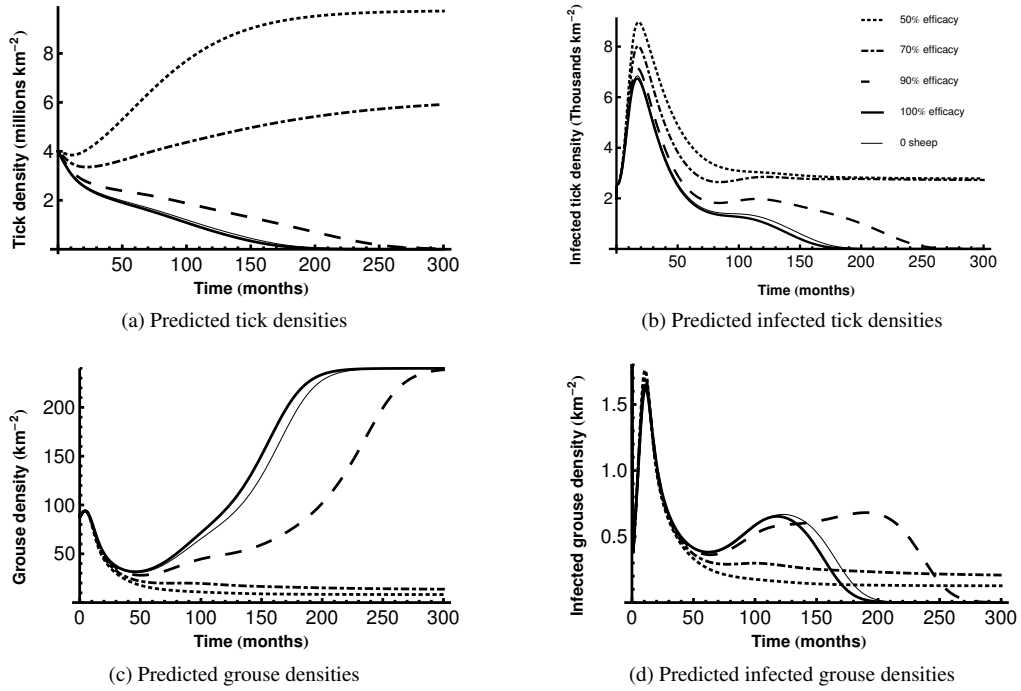 Tick density (millions km⁻²)
8
6
4
2
50
100
150
200
250
300
Time (months)
(a) Predicted tick densities
Infected tick density (Thousands km⁻²)
8
6
4
2
50
100
150
200
250
300
Time (months)
50% efficacy
70% efficacy
90% efficacy
100% efficacy
0 sheep
(b) Predicted infected tick densities
Grouse density (km⁻²)
200
150
100
50
0
50
100
150
200
250
300
Time (months)
(c) Predicted grouse densities
Infected grouse density (km⁻²)
1.5
1.0
0.5
0
50
100
150
200
250
300
Time (months)
(d) Predicted infected grouse densities